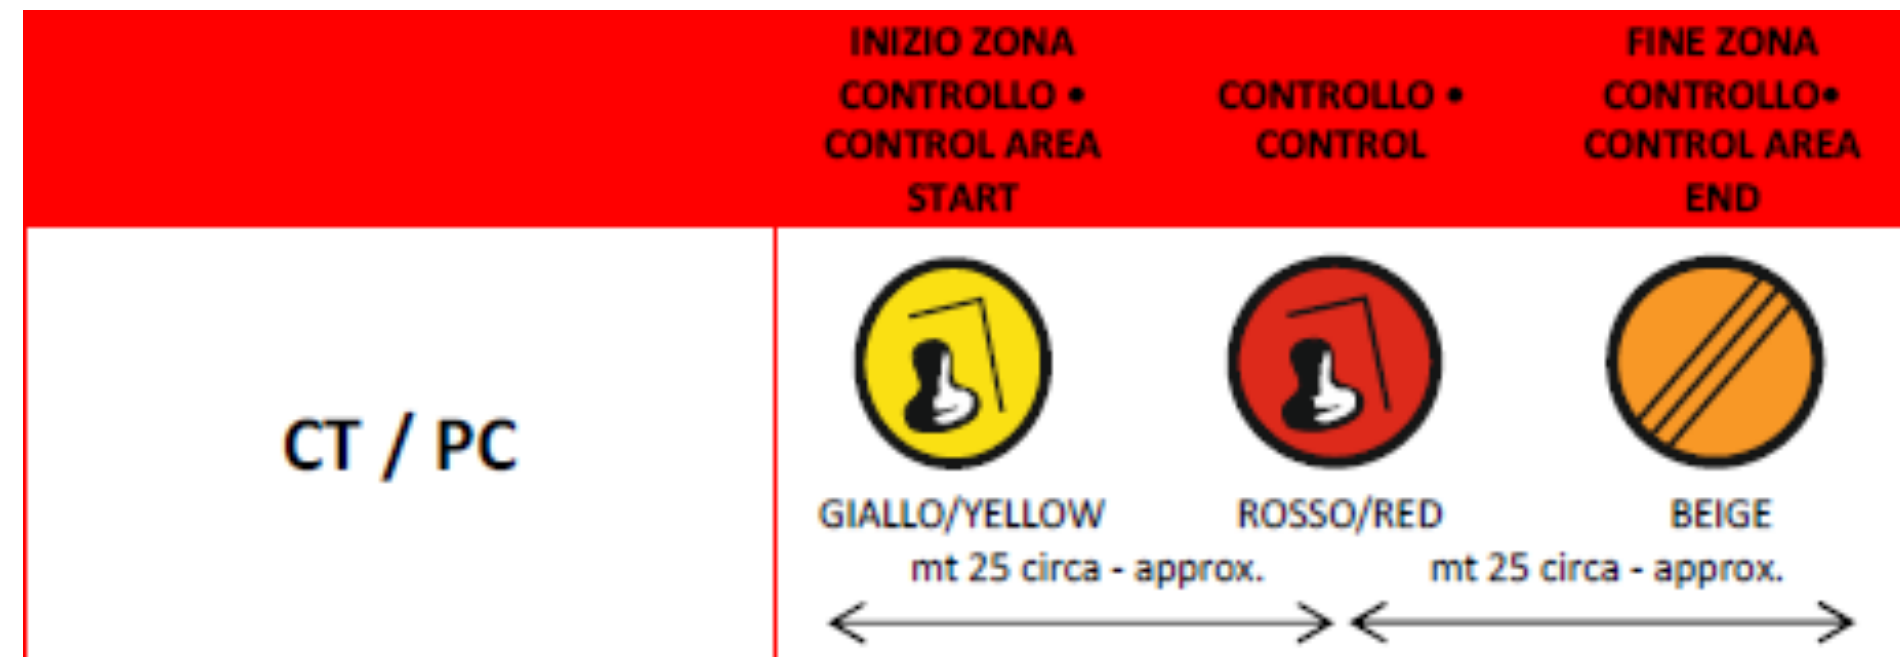 INIZIO ZONA
CONTROLLO •
CONTROL AREA
START
CONTROLLO •
CONTROL
FINE ZONA
CONTROLLO•
CONTROL AREA
END
CT / PC
GIALLO/YELLOW
ROSSO/RED
BEIGE
mt 25 circa - approx.
mt 25 circa - approx.